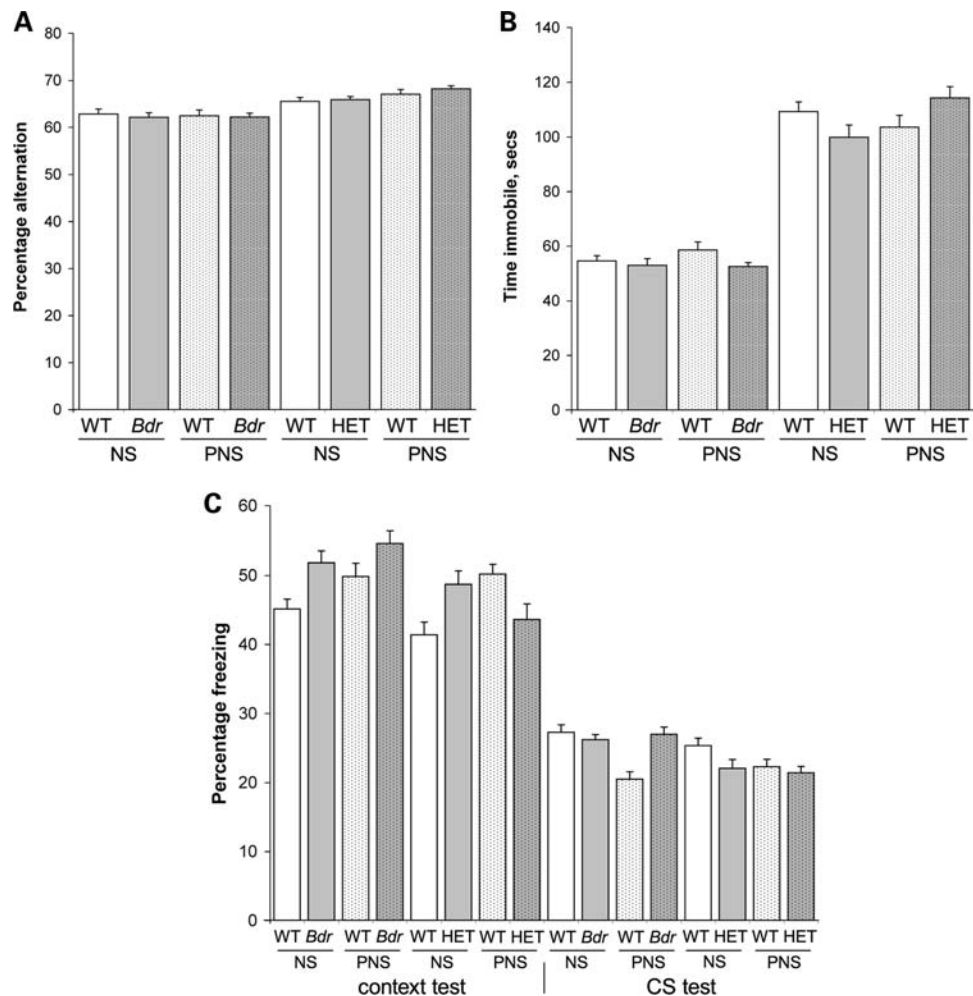 A
Percentage alternation
80
70
60
50
40
30
20
10
0
WT Bdr WT Bdr WT HET WT HET
NS PNS NS PNS
B
Time immobile, secs
140
120
100
80
60
40
20
0
WT Bdr WT Bdr WT HET WT HET
NS PNS NS PNS
C
Percentage freezing
60
50
40
30
20
10
0
WT Bdr WT Bdr WT HET WT HET WT Bdr WT Bdr WT HET WT HET
NS PNS NS PNS NS PNS NS PNS
context test CS test